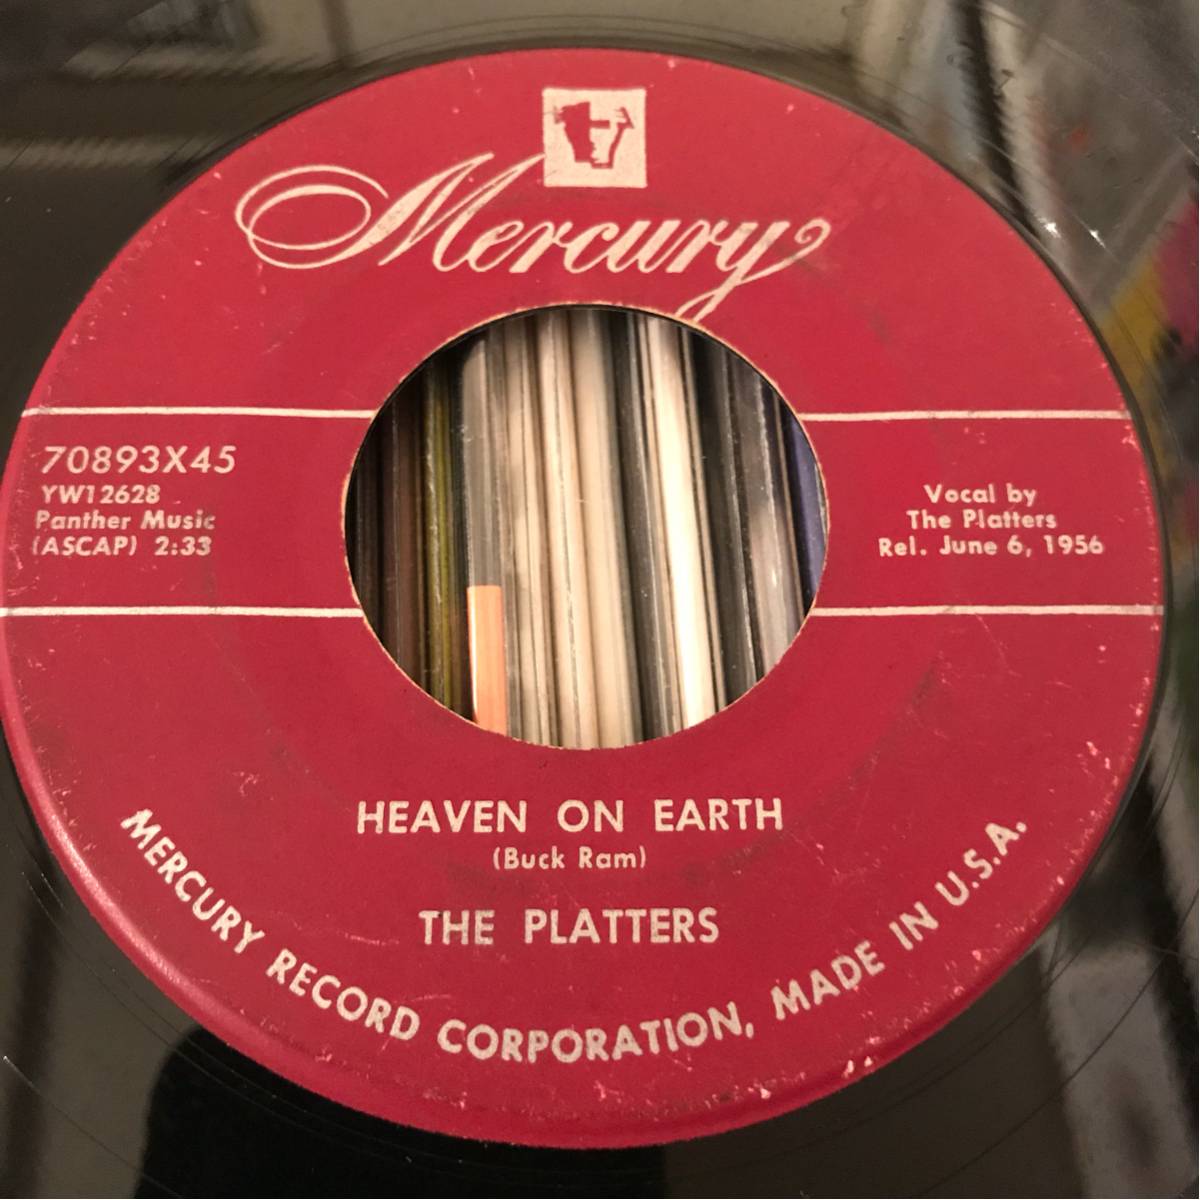 Mercury
70893X45
YW12628
Panther Music
(ASCAP) 2:33
Vocal by
The Platters
Rel. June 6, 1956
HEAVEN ON EARTH
(Buck Ram)
THE PLATTERS
MERCURY RECORD CORPORATION, MADE IN U.S.A.